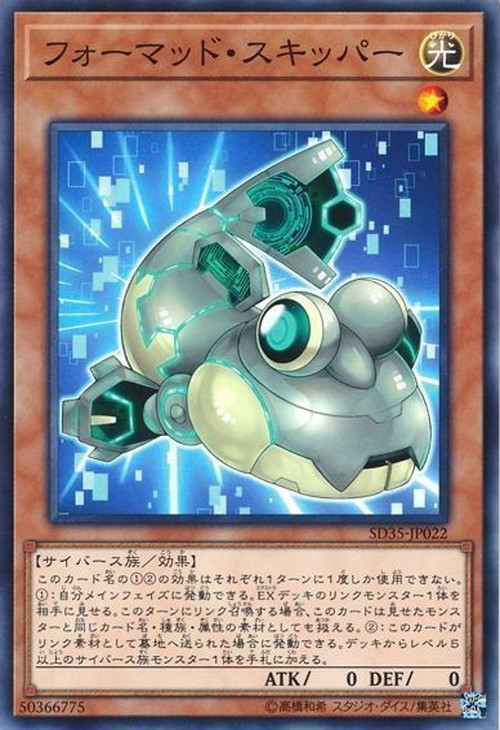 フォーマッド・スキッパー
光
SD35-JP022
【サイバース族/効果】
このカード名の①②の効果はそれぞれ1ターンに1度しか使用できない。
①:自分メインフェイズに発動できる。EXデッキのリンクモンスター1体を
相手に見せる。このターンにリンク召喚する場合、このカードは見せたモンス
ターと同じカード名・種族・属性の素材としても扱える。②:このカードが
リンク素材として墓地へ送られた場合に発動できる。デッキからレベル5
以上のサイバース族モンスター1体を手札に加える。
ATK/ 0 DEF/ 0
50366775 ©高橋和希 スタジオ・ダイス/集英社